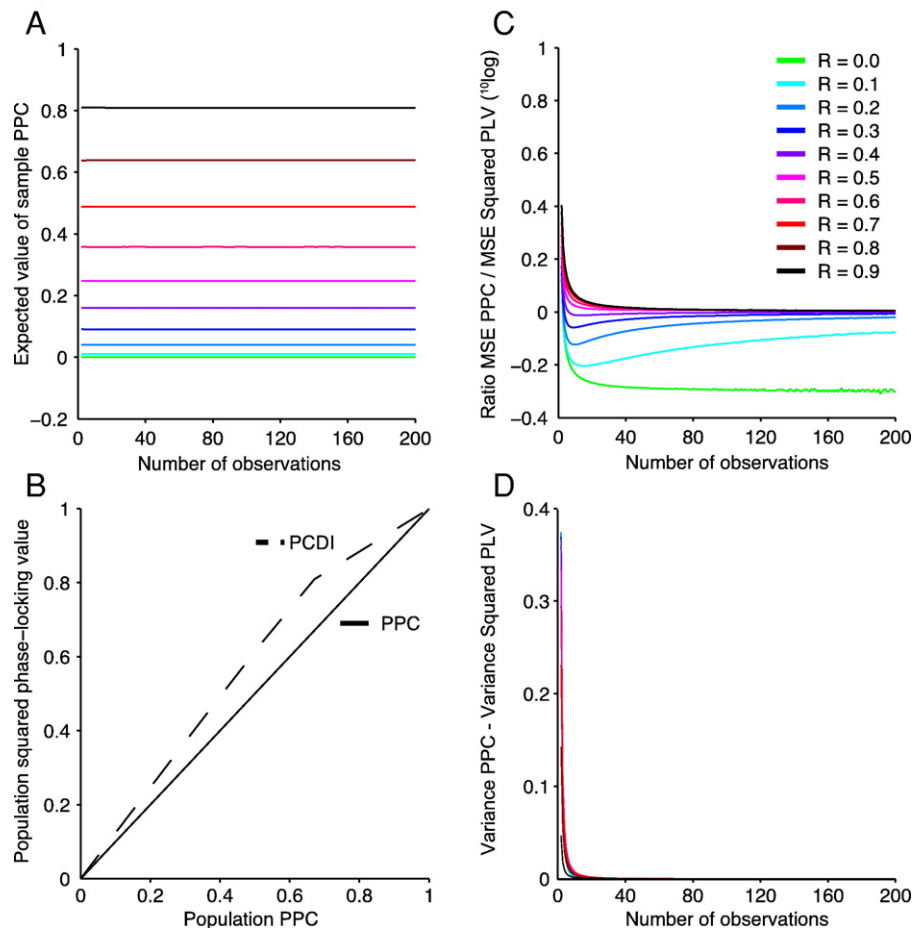 A
Expected value of sample PPC
1
0.8
0.6
0.4
0.2
0
−0.2
0 40 80 120 160 200
Number of observations
C
Ratio MSE PPC / MSE Squared PLV (¹⁰log)
1
0.8
0.6
0.4
0.2
0
−0.2
−0.4
0 40 80 120 160 200
Number of observations
R = 0.0
R = 0.1
R = 0.2
R = 0.3
R = 0.4
R = 0.5
R = 0.6
R = 0.7
R = 0.8
R = 0.9
B
Population squared phase−locking value
1
0.8
0.6
0.4
0.2
0
0 0.2 0.4 0.6 0.8 1
Population PPC
PCDI
PPC
D
Variance PPC - Variance Squared PLV
0.4
0.3
0.2
0.1
0
0 40 80 120 160 200
Number of observations